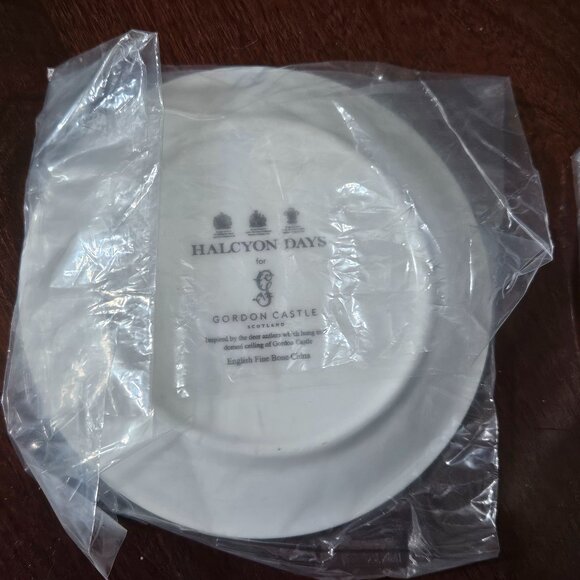 HALCYON DAYS
for
GORDON CASTLE
SCOTLAND
Inspired by the deer antlers which hung
domed ceiling of Gordon Castle
English Fine Bone China